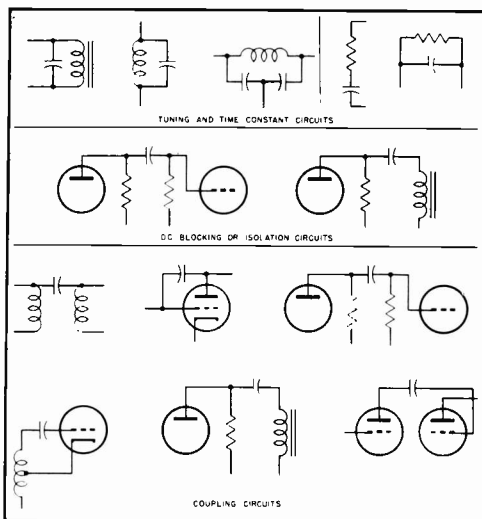 TUNING AND TIME CONSTANT CIRCUITS
DC BLOCKING OR ISOLATION CIRCUITS
COUPLING CIRCUITS